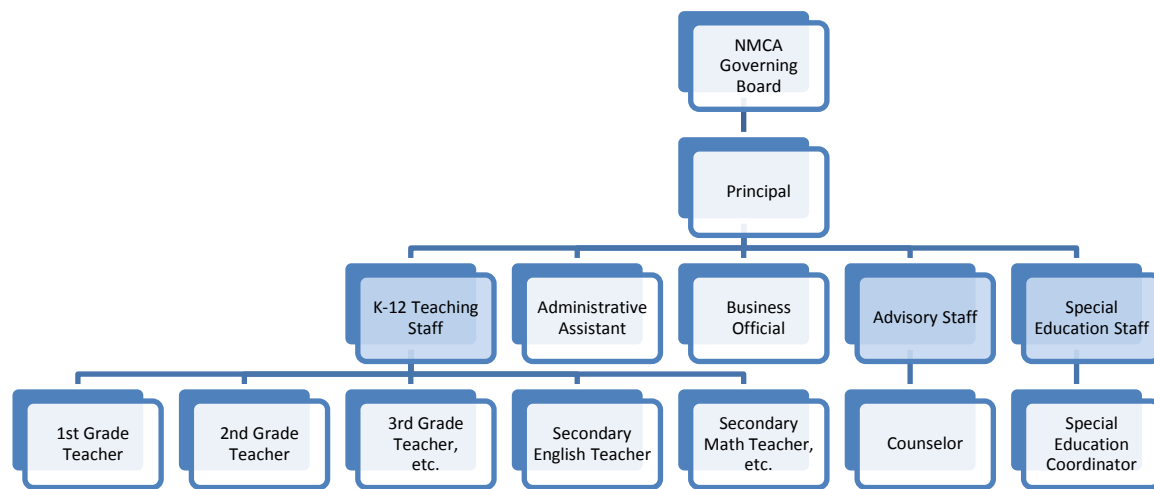 NMCA
Governing
Board
Principal
K-12 Teaching
Staff
Administrative
Assistant
Business
Official
Advisory Staff
Special
Education Staff
1st Grade
Teacher
2nd Grade
Teacher
3rd Grade
Teacher,
etc.
Secondary
English Teacher
Secondary
Math Teacher,
etc.
Counselor
Special
Education
Coordinator